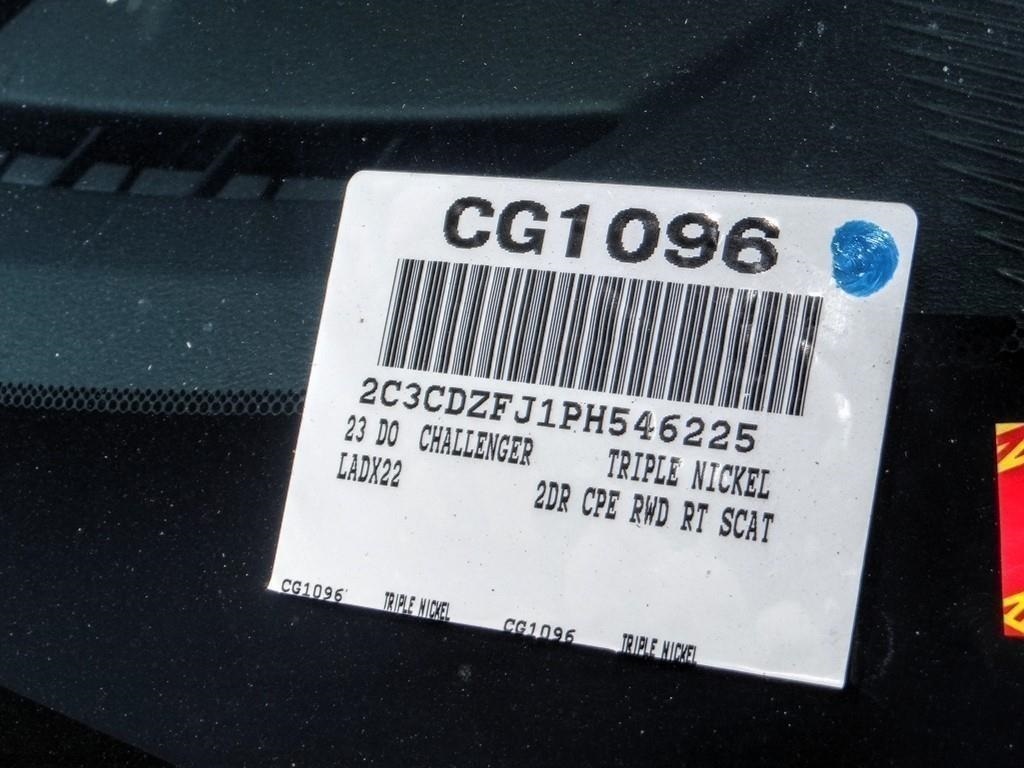 CG1096
2C3CDZFJ1PH546225
23 DO CHALLENGER TRIPLE NICKEL
LADX22 2DR CPE RWD RT SCAT
CG1096 TRIPLE NICKEL CG1096 TRIPLE NICKEL